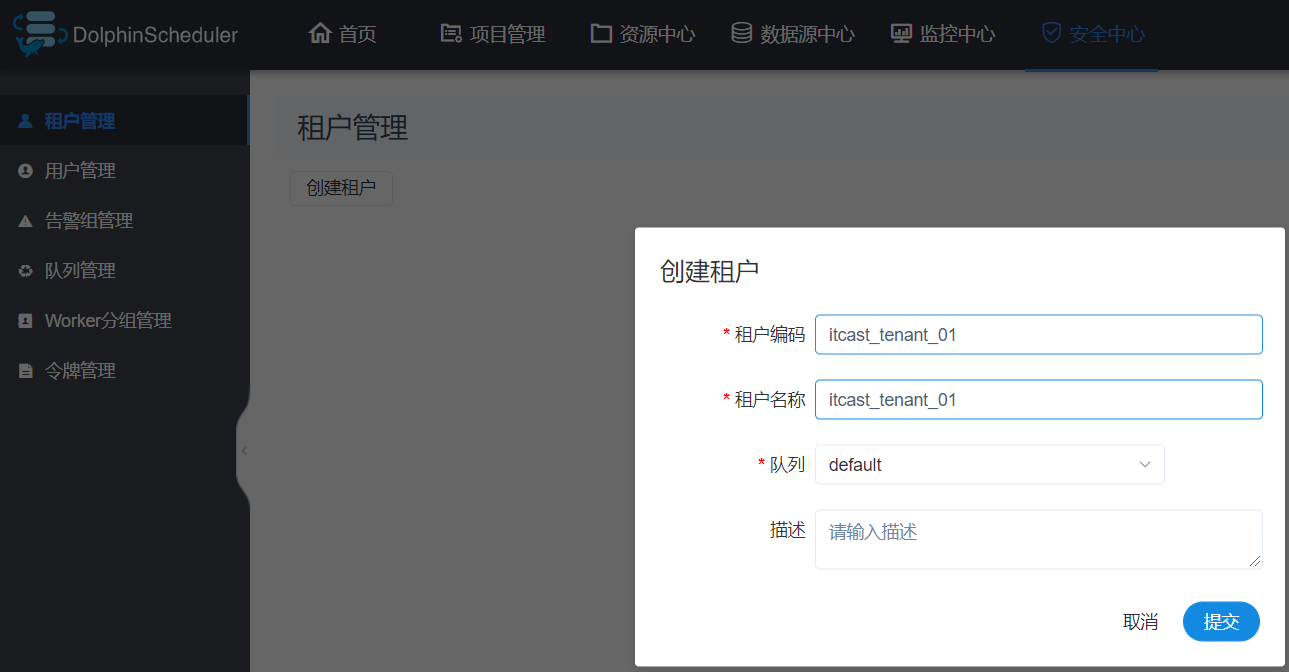 DolphinScheduler
首页
项目管理
资源中心
数据源中心
监控中心
安全中心
租户管理
用户管理
告警组管理
队列管理
Worker分组管理
令牌管理
租户管理
创建租户
创建租户
* 租户编码 itcast_tenant_01
* 租户名称 itcast_tenant_01
* 队列 default
描述 请输入描述
取消 提交